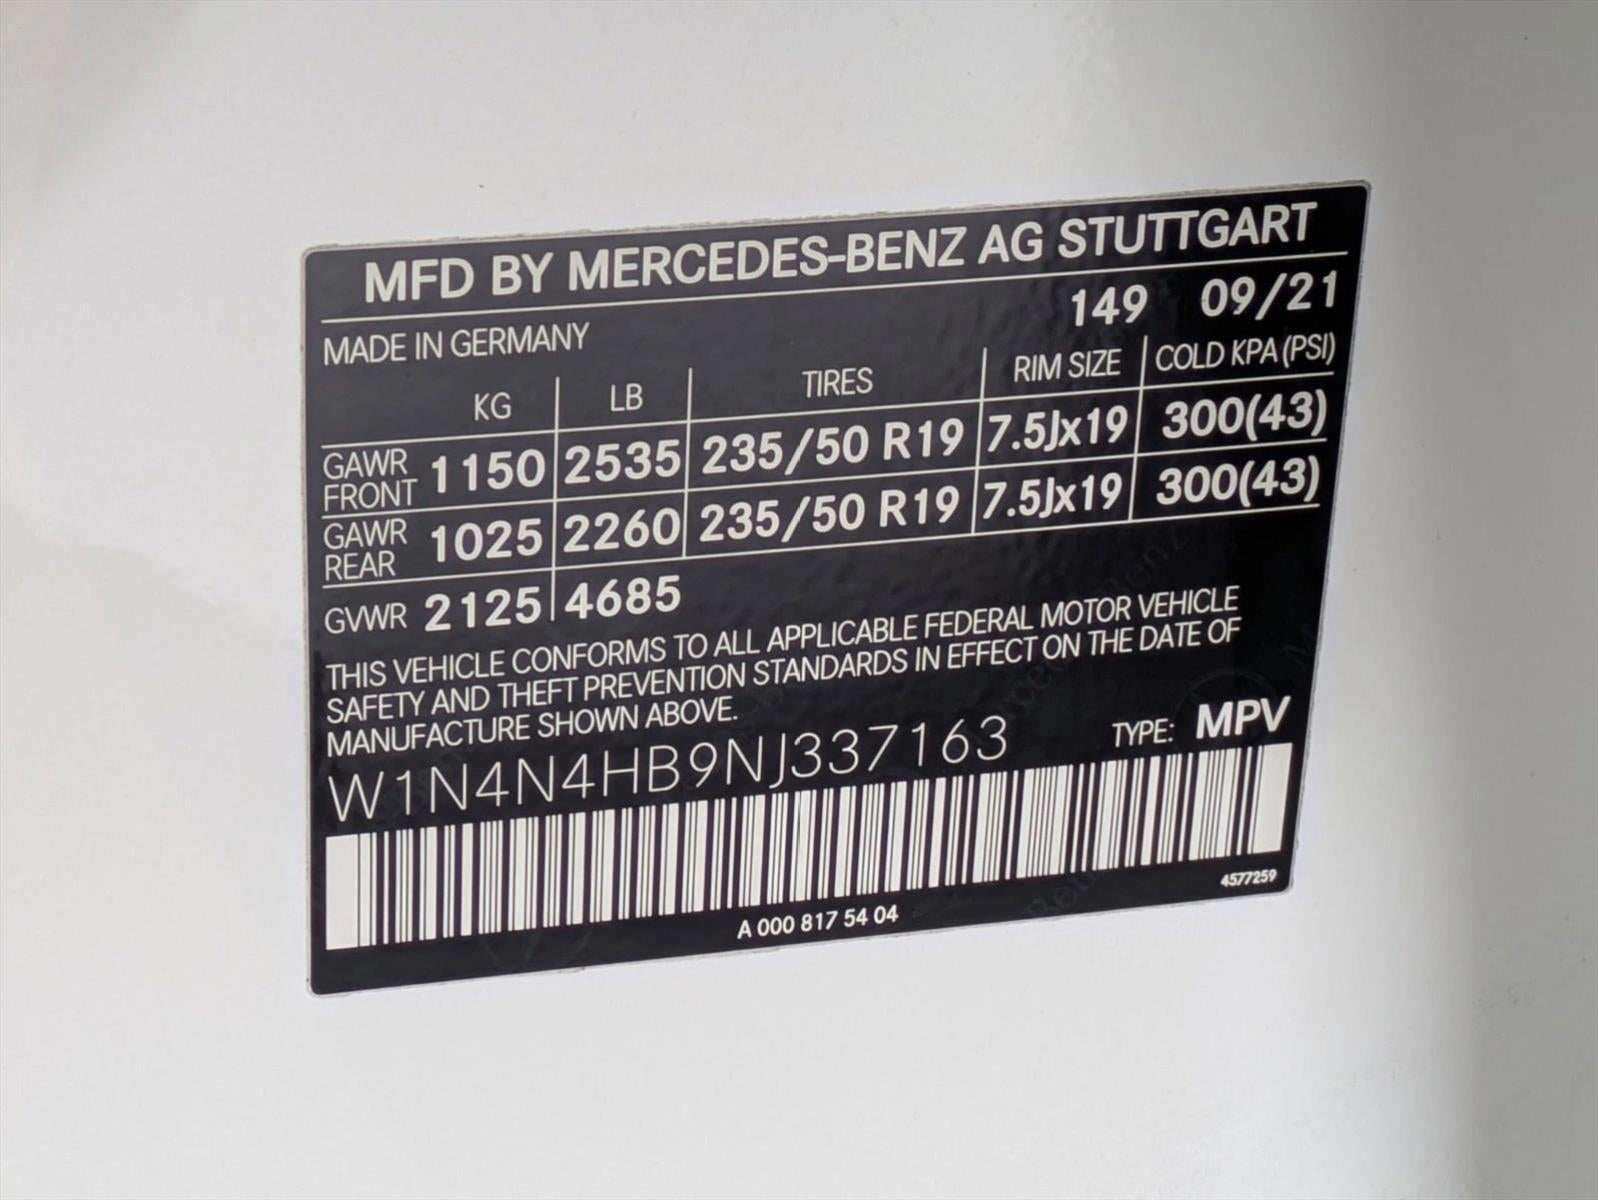 MFD BY MERCEDES-BENZ AG STUTTGART
149 09/21
MADE IN GERMANY
KG LB TIRES RIM SIZE COLD KPA (PSI)
GAWR FRONT 1150 2535 235/50 R19 7.5Jx19 300(43)
GAWR REAR 1025 2260 235/50 R19 7.5Jx19 300(43)
GVWR 2125 4685
THIS VEHICLE CONFORMS TO ALL APPLICABLE FEDERAL MOTOR VEHICLE
SAFETY AND THEFT PREVENTION STANDARDS IN EFFECT ON THE DATE OF
MANUFACTURE SHOWN ABOVE.
W1N4N4HB9NJ337163 TYPE: MPV
4577259
A 000 817 54 04